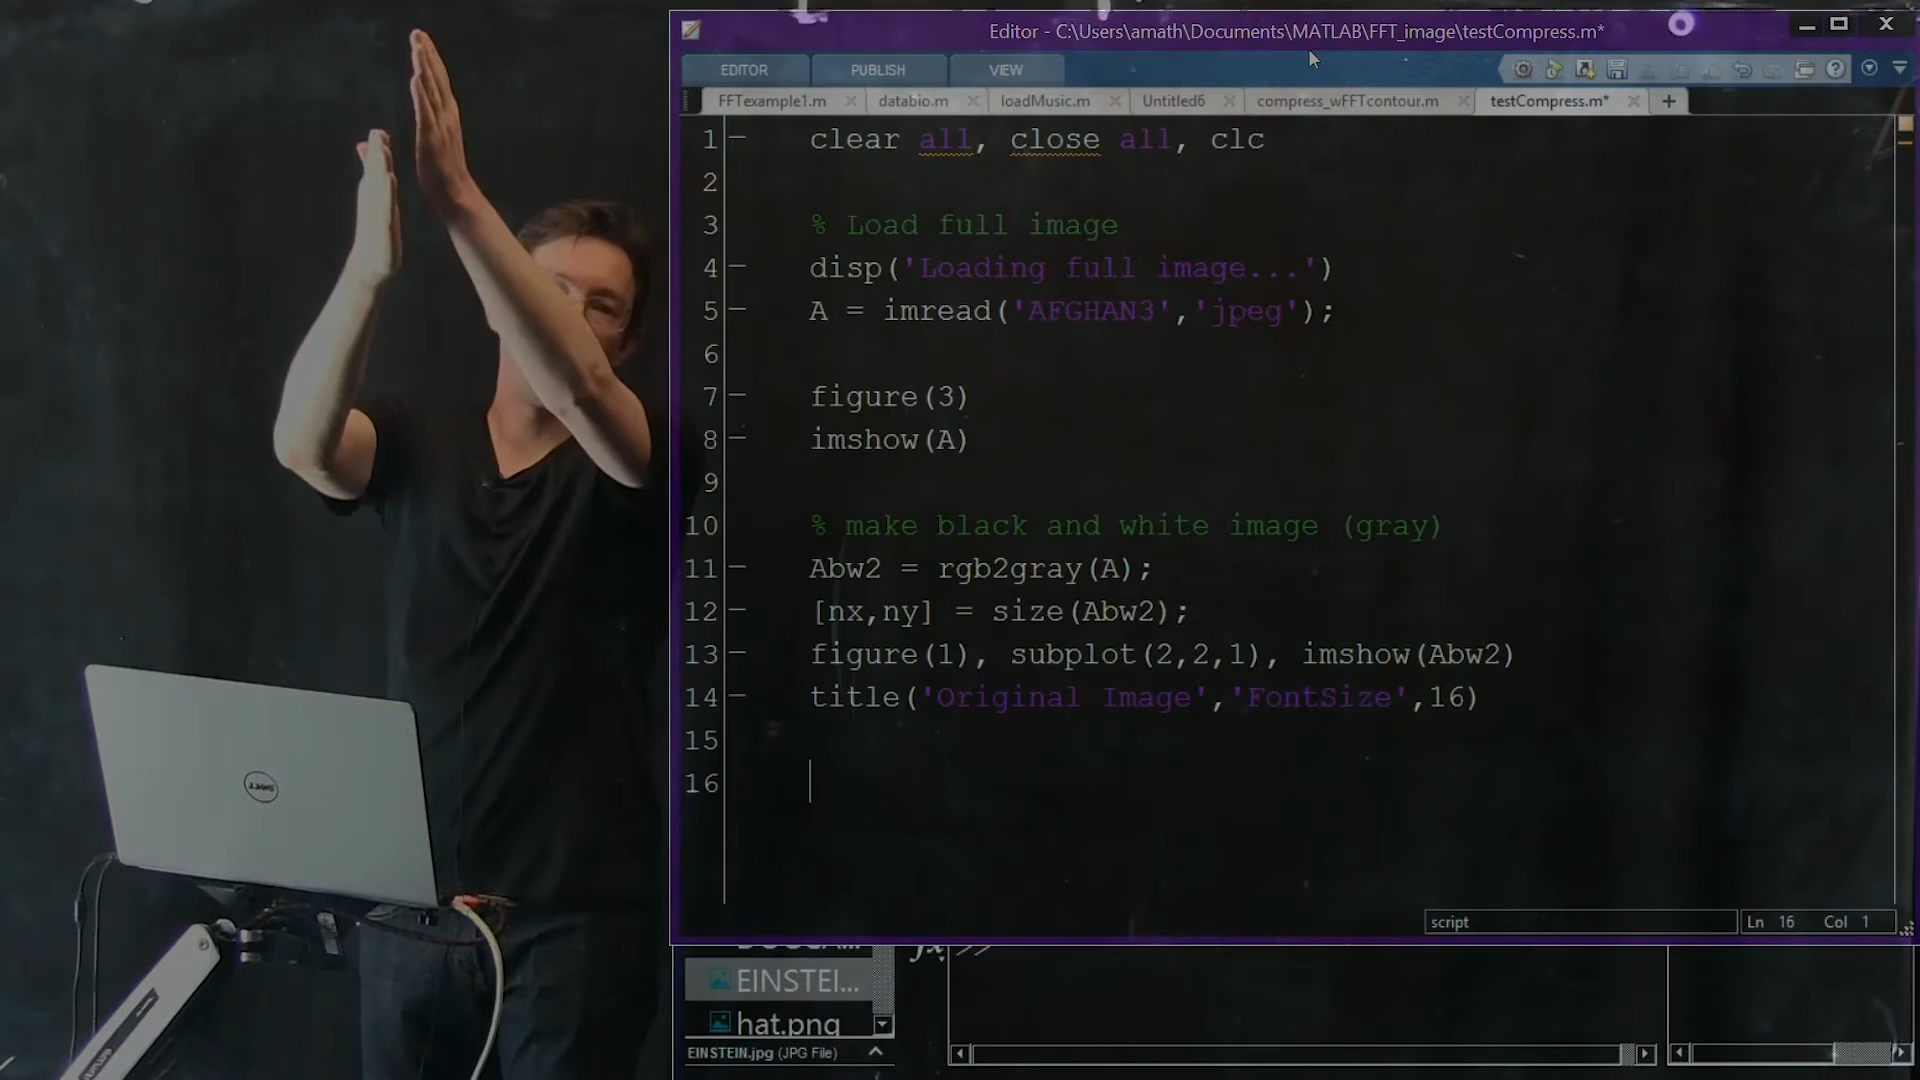 Editor - C:\Users\amath\Documents\MATLAB\FFT_image\testCompress.m*
EDITOR PUBLISH VIEW
FFTexample1.m databio.m loadMusic.m Untitled6 compress_wFFTcontour.m testCompress.m*
1 clear all, close all, clc
2
3 % Load full image
4 disp('Loading full image...')
5 A = imread('AFGHAN3','jpeg');
6
7 figure(3)
8 imshow(A)
9
10 % make black and white image (gray)
11 Abw2 = rgb2gray(A);
12 [nx,ny] = size(Abw2);
13 figure(1), subplot(2,2,1), imshow(Abw2)
14 title('Original Image','FontSize',16)
15
16
script Ln 16 Col 1
fx >>
EINSTEI...
hat.png
EINSTEIN.jpg (JPG File)